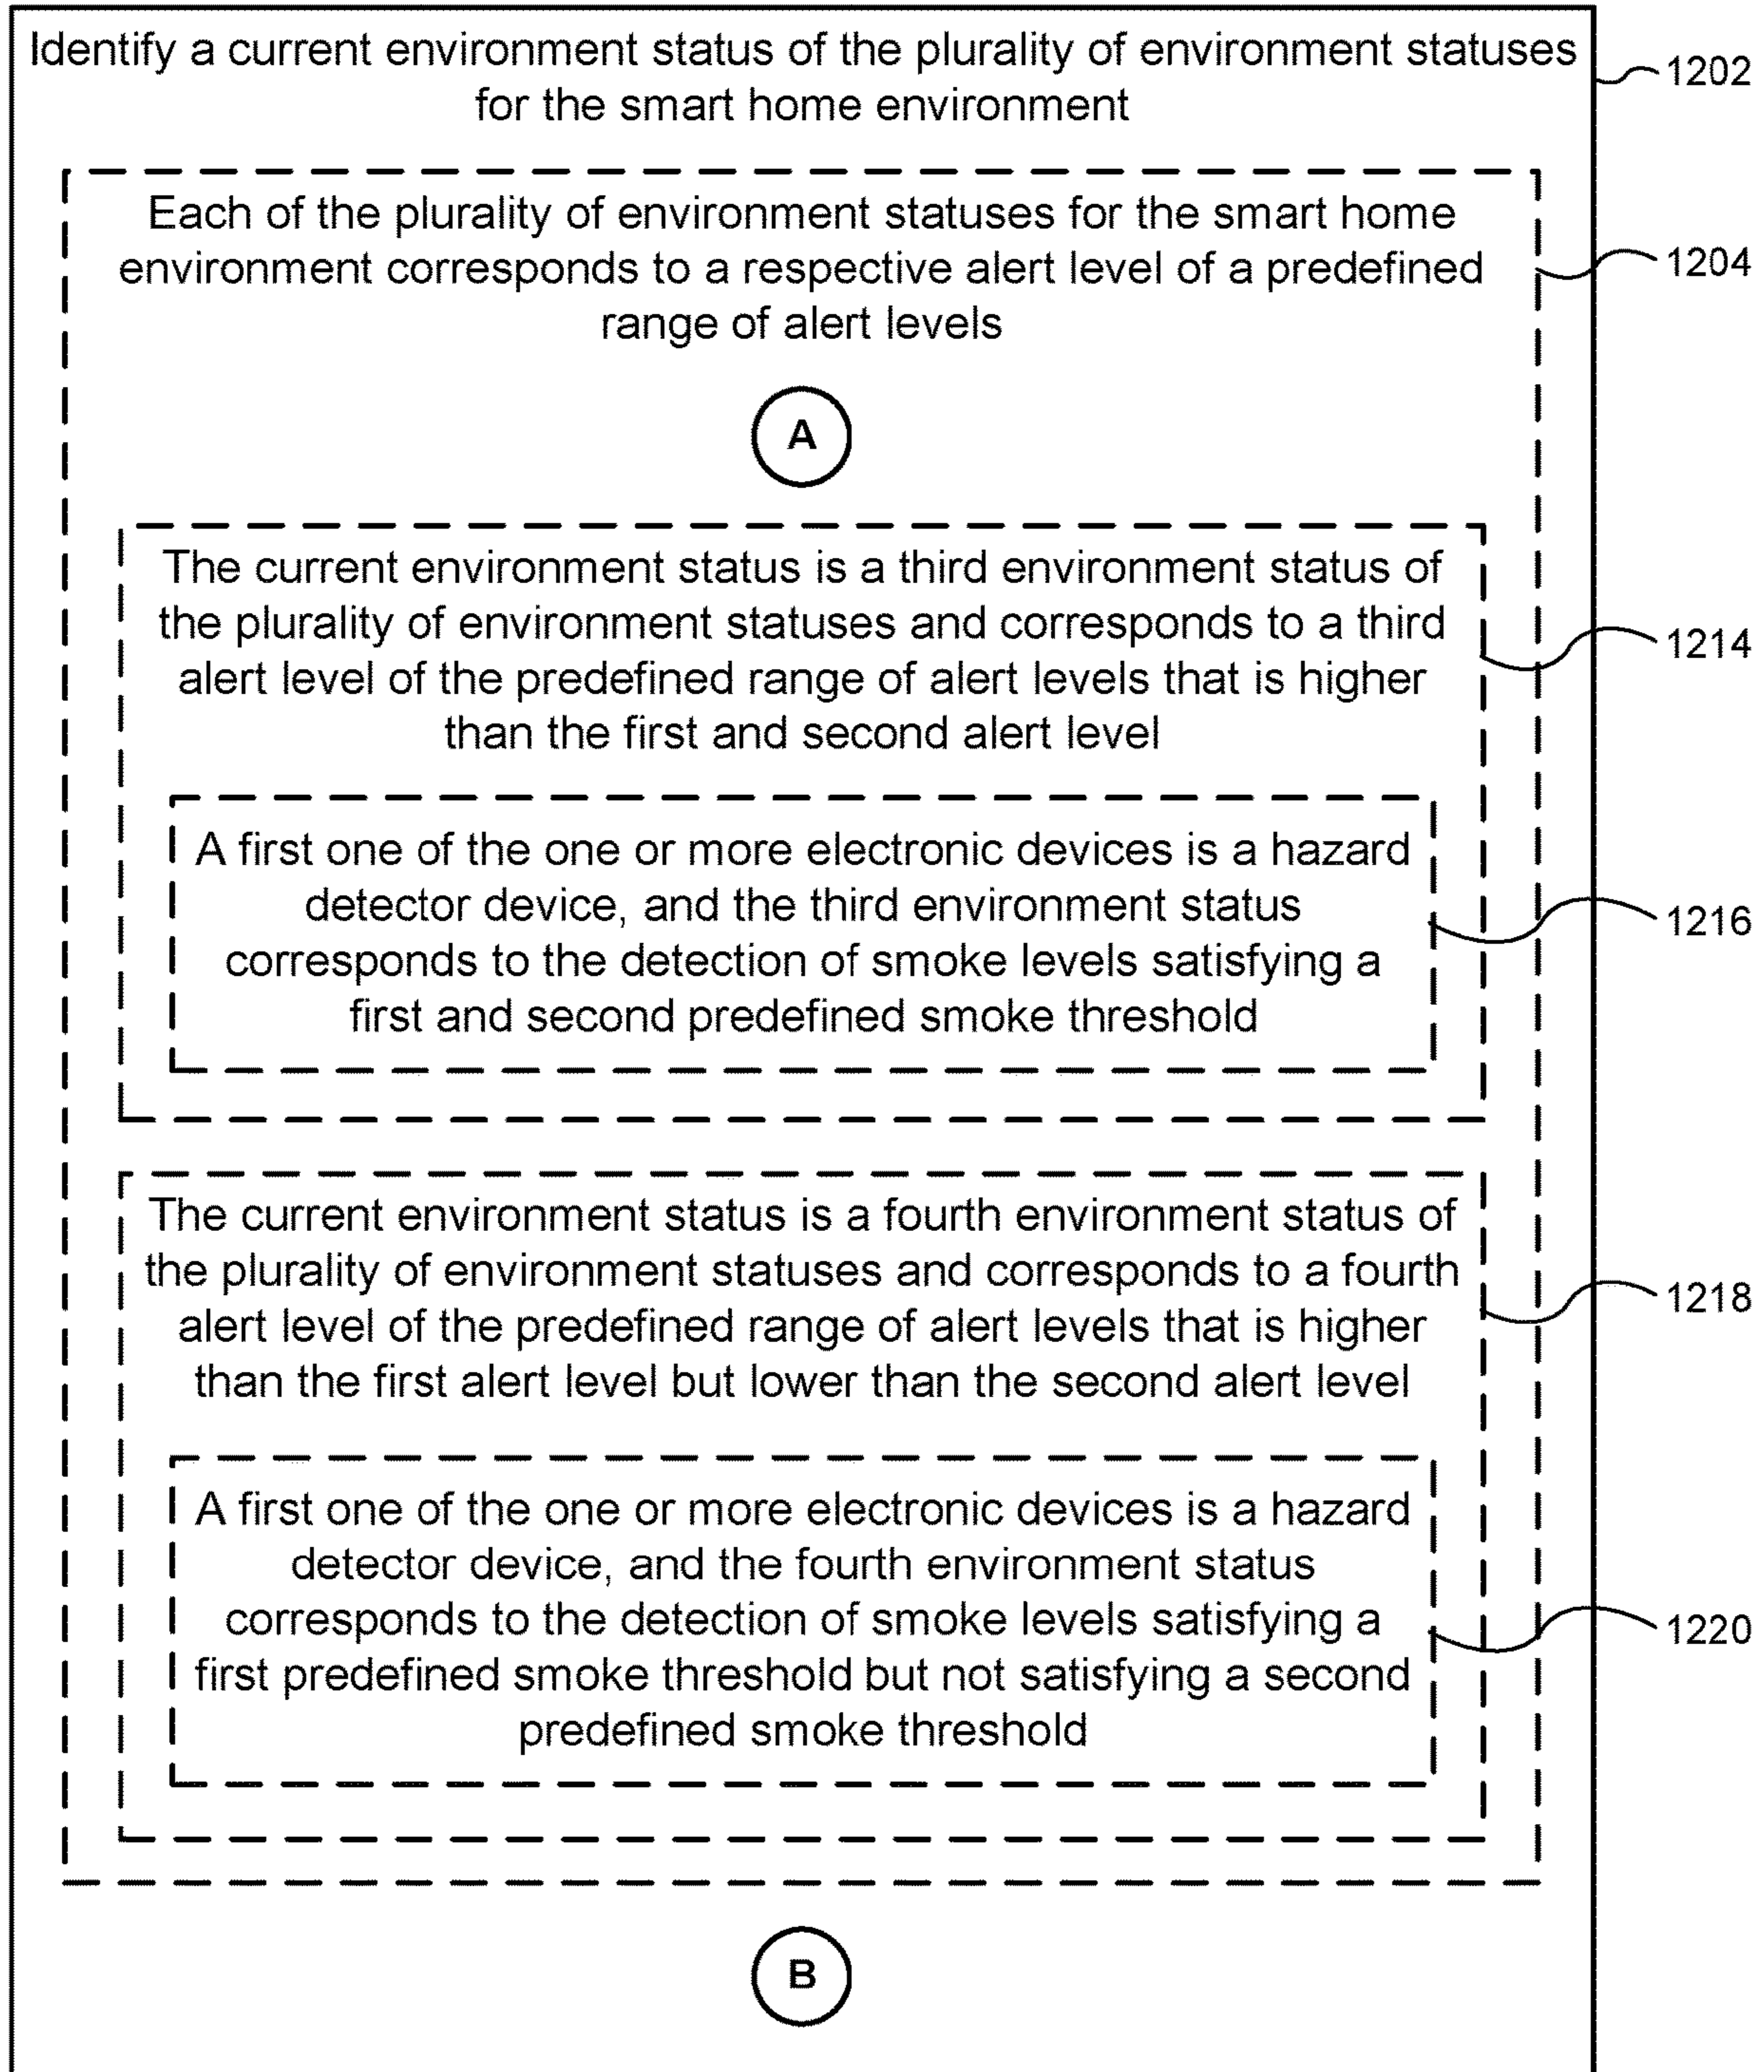 Identify a current environment status of the plurality of environment statuses
for the smart home environment
1202
Each of the plurality of environment statuses for the smart home
environment corresponds to a respective alert level of a predefined
range of alert levels
1204
A
The current environment status is a third environment status of
the plurality of environment statuses and corresponds to a third
alert level of the predefined range of alert levels that is higher
than the first and second alert level
1214
A first one of the one or more electronic devices is a hazard
detector device, and the third environment status
corresponds to the detection of smoke levels satisfying a
first and second predefined smoke threshold
1216
The current environment status is a fourth environment status of
the plurality of environment statuses and corresponds to a fourth
alert level of the predefined range of alert levels that is higher
than the first alert level but lower than the second alert level
1218
A first one of the one or more electronic devices is a hazard
detector device, and the fourth environment status
corresponds to the detection of smoke levels satisfying a
first predefined smoke threshold but not satisfying a second
predefined smoke threshold
1220
B